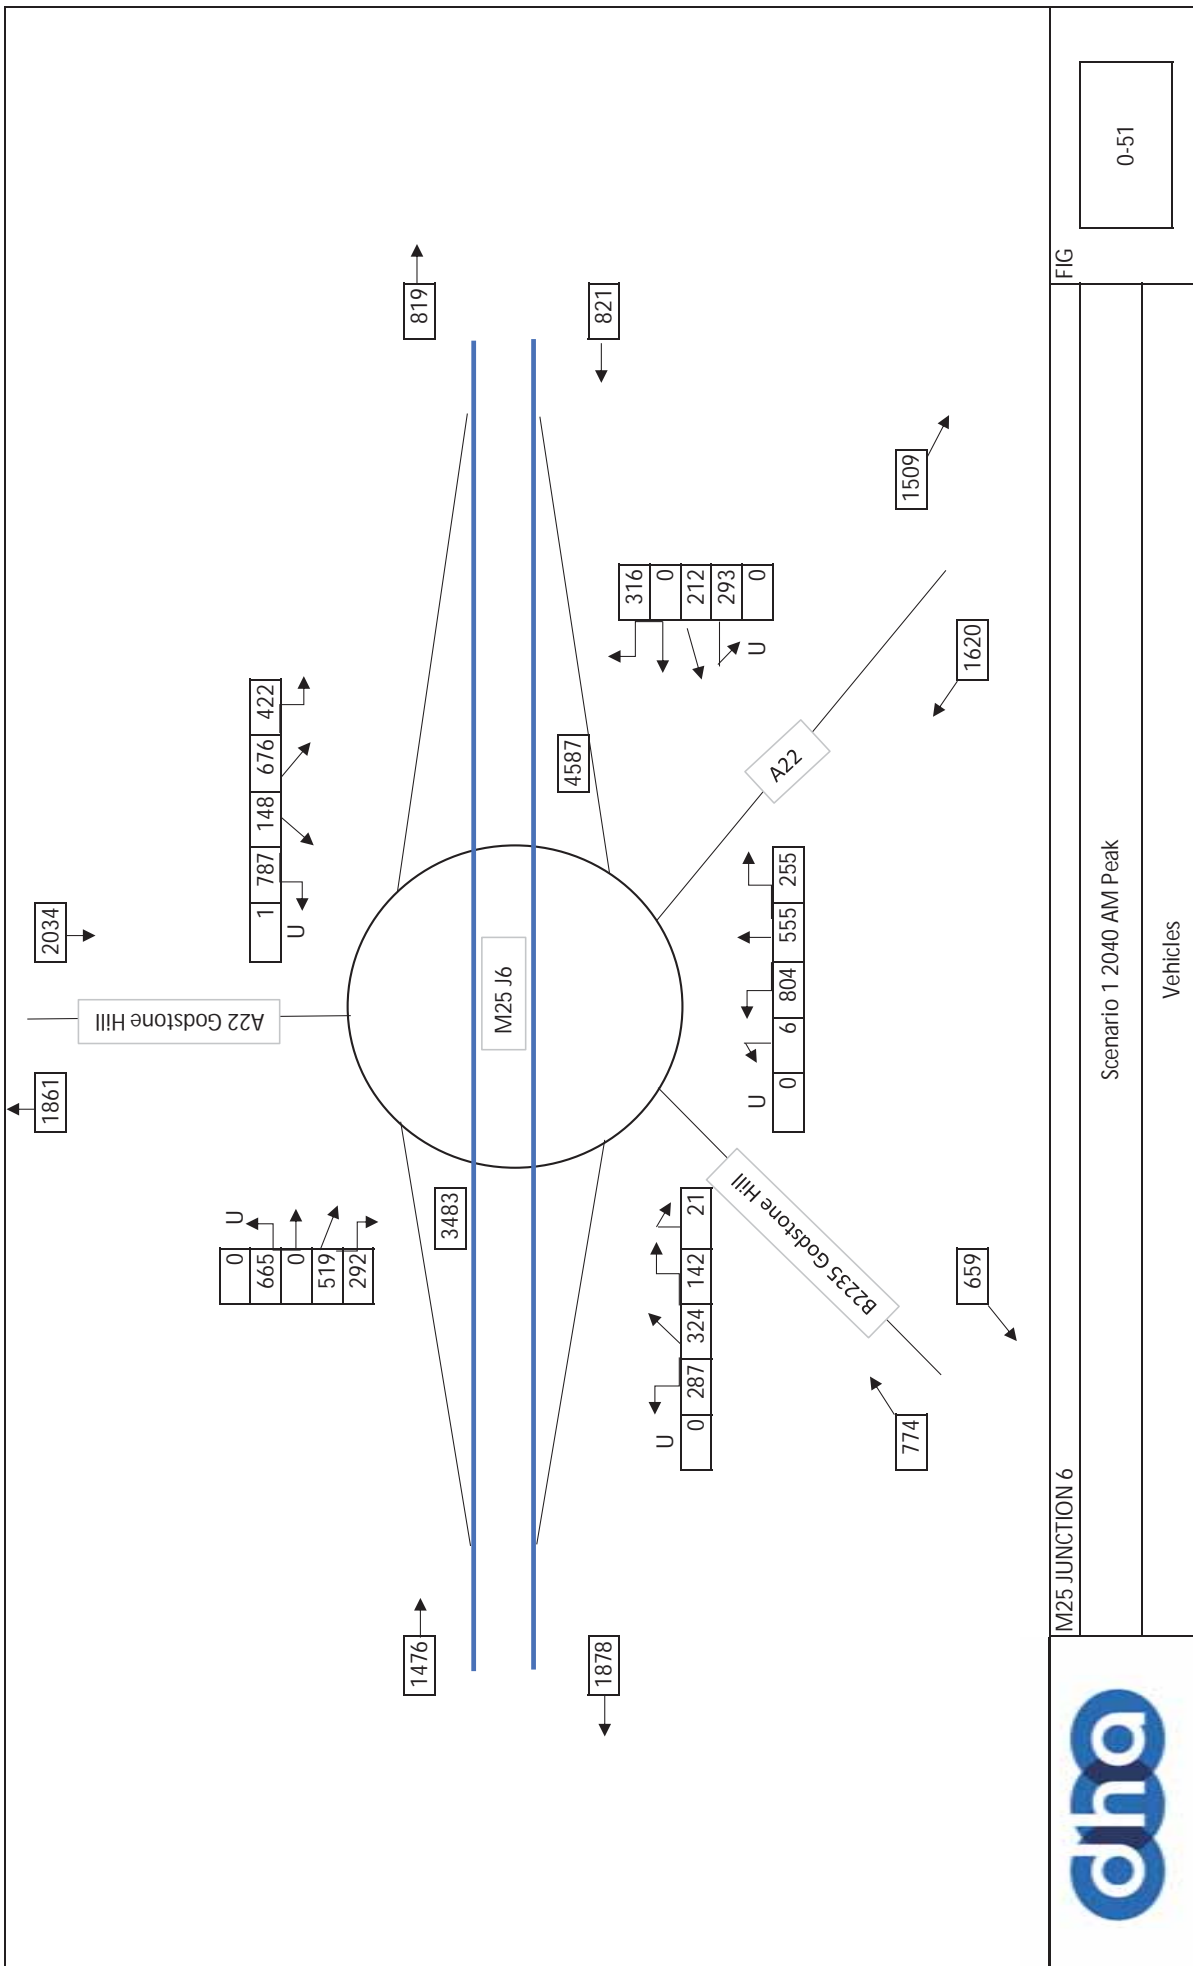 1861
2034
A22 Godstone Hill
0
U
665
0
519
292
1 787 148 676 422
U
1476
819
3483
M25 J6
4587
1878
821
316
0
212
293
0
U
U
0 287 324 142 21
A22
U
0 6 804 555 255
B2235 Godstone Hill
774
1509
659
1620
dha
M25 JUNCTION 6
FIG
Scenario 1 2040 AM Peak
0-51
Vehicles